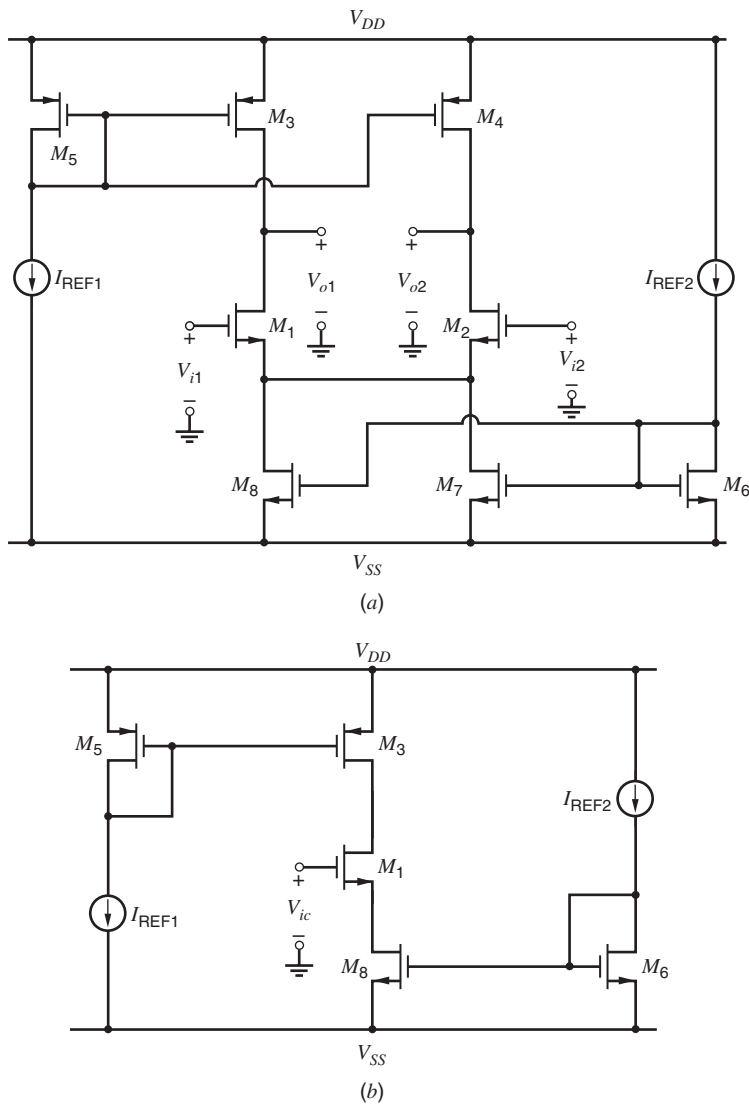 V_DD
M_5
M_3
M_4
I_REF1
+
V_o1
−
+
V_o2
−
I_REF2
M_1
+
V_i1
−
M_2
+
V_i2
−
M_8
M_7
M_6
V_SS
(a)
V_DD
M_5
M_3
I_REF2
M_1
+
V_ic
−
I_REF1
M_8
M_6
V_SS
(b)